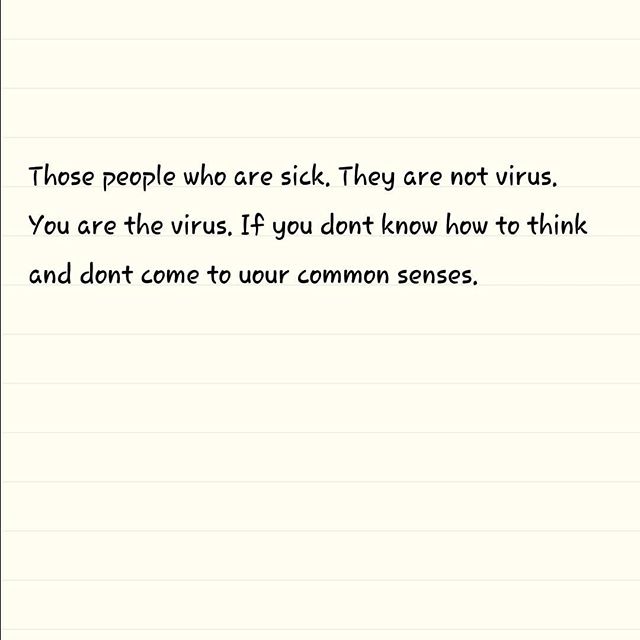 Those people who are sick. They are not virus.
You are the virus. If you dont know how to think
and dont come to uour common senses.